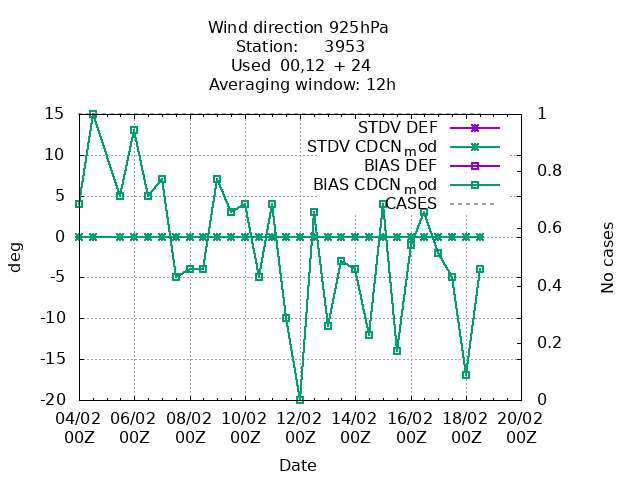 Wind direction 925hPa
Station: 3953
Used 00,12 + 24
Averaging window: 12h
STDV DEF
STDV CDCNmod
BIAS DEF
BIAS CDCNmod
CASES
15
10
5
0
-5
-10
-15
-20
deg
1
0.8
0.6
0.4
0.2
0
No cases
04/02 06/02 08/02 10/02 12/02 14/02 16/02 18/02 20/02
00Z 00Z 00Z 00Z 00Z 00Z 00Z 00Z 00Z
Date